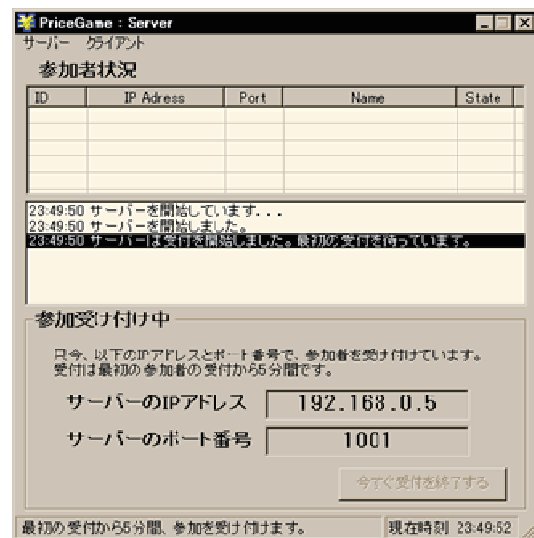 PriceGame : Server
サーバー クライアント
参加者状況
ID IP Adress Port Name State
23:49:50 サーバーを開始しています...
23:49:50 サーバーを開始しました。
23:49:50 サーバーは受付を開始しました。最初の受付を待っています。
参加受け付け中
只今、以下のIPアドレスとポート番号で、参加者を受け付けています。
受付は最初の参加者の受付から5分間です。
サーバーのIPアドレス 192.168.0.5
サーバーのポート番号 1001
今すぐ受付を終了する
最初の受付から5分間、参加を受け付けます。 現在時刻 23:49:52